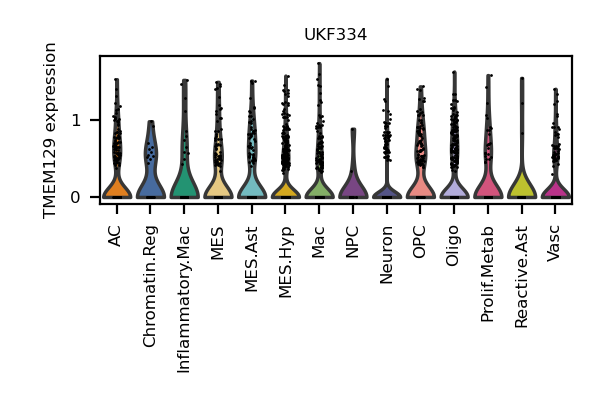 UKF334
TMEM129 expression
1
0
AC
Chromatin.Reg
Inflammatory.Mac
MES
MES.Ast
MES.Hyp
Mac
NPC
Neuron
OPC
Oligo
Prolif.Metab
Reactive.Ast
Vasc